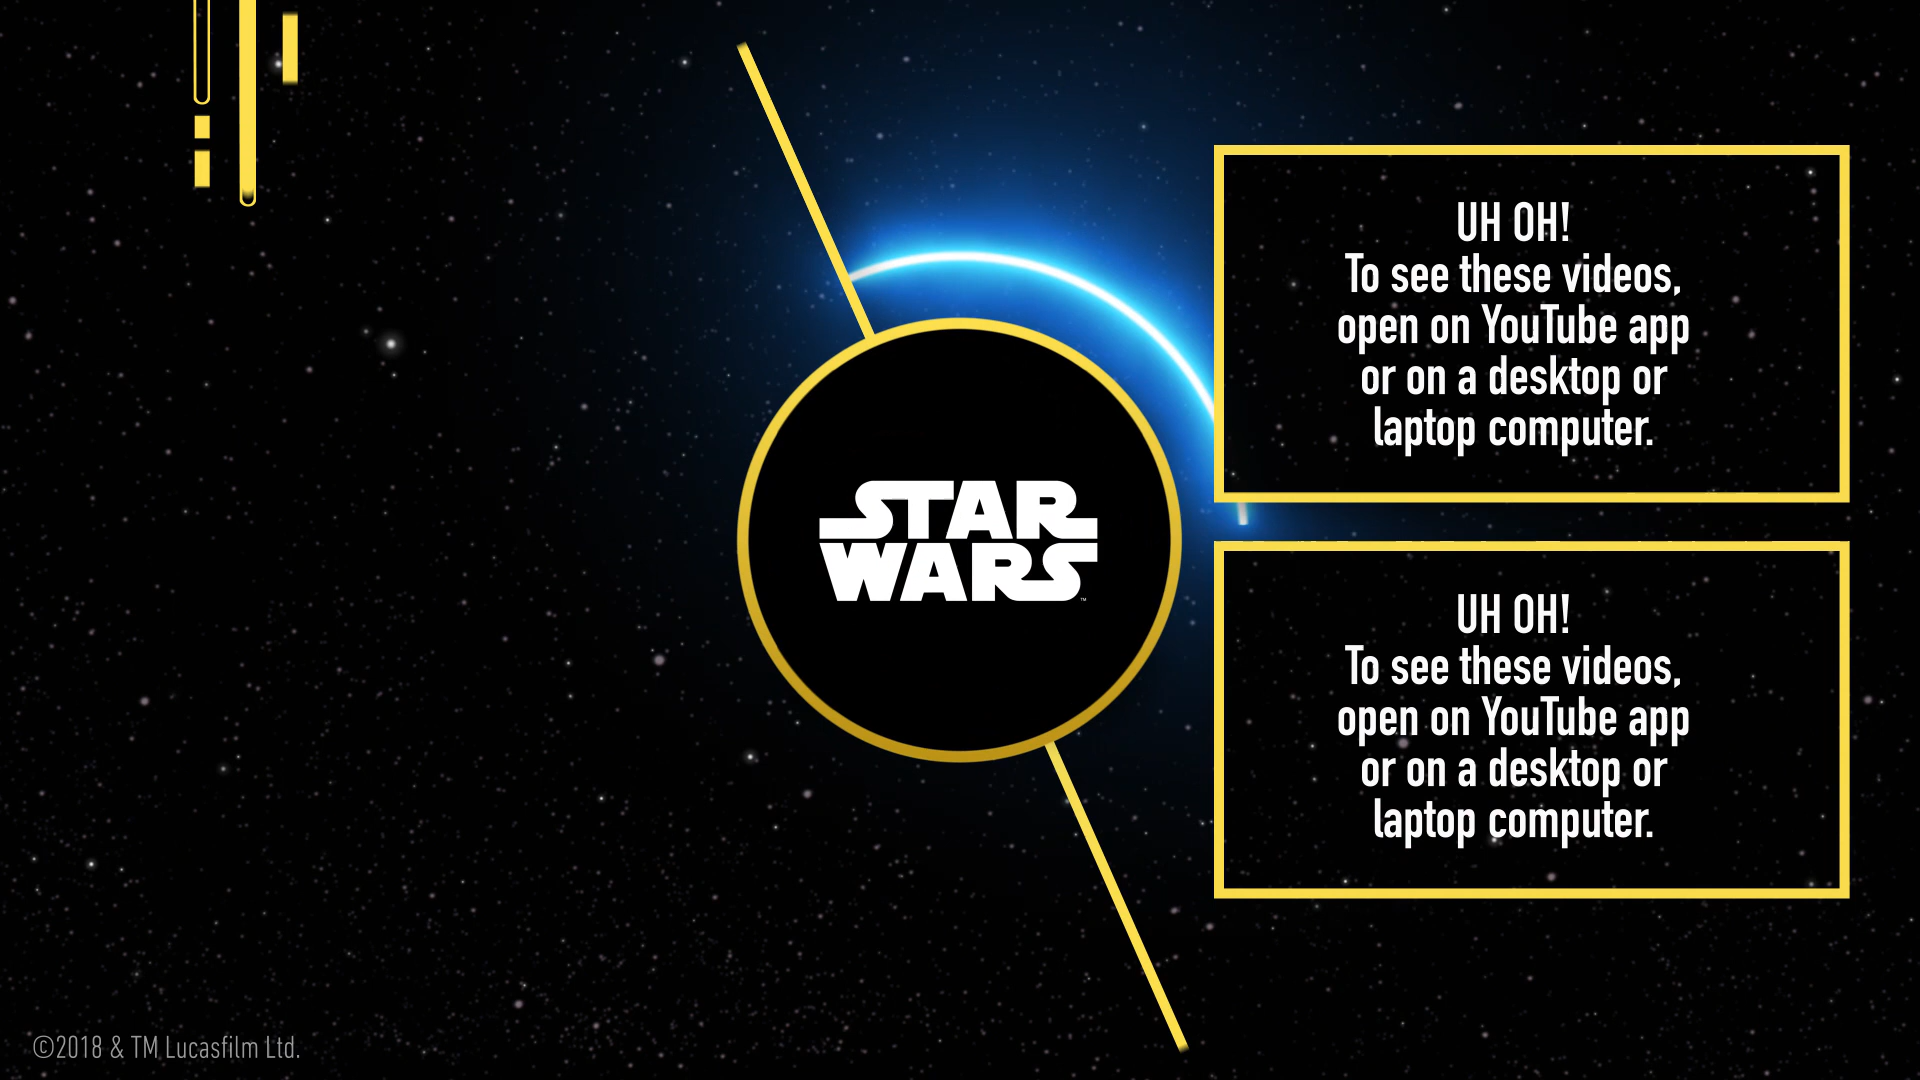 STAR
WARS
™
UH OH!
To see these videos,
open on YouTube app
or on a desktop or
laptop computer.
UH OH!
To see these videos,
open on YouTube app
or on a desktop or
laptop computer.
©2018 & TM Lucasfilm Ltd.